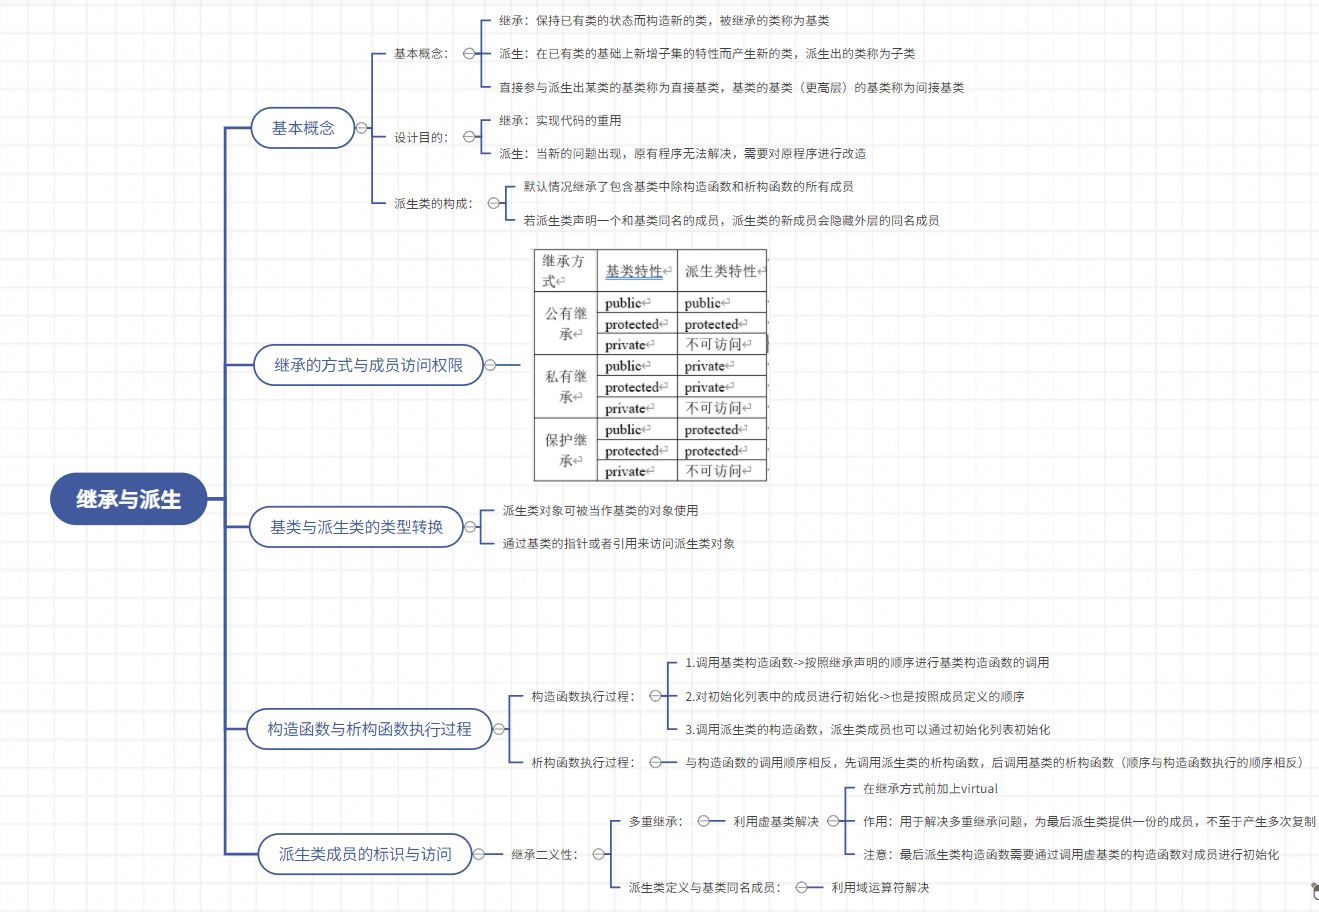 继承与派生
基本概念
基本概念：
继承：保持已有类的状态而构造新的类，被继承的类称为基类
派生：在已有类的基础上新增子集的特性而产生新的类，派生出的类称为子类
直接参与派生出某类的基类称为直接基类，基类的基类（更高层）的基类称为间接基类
设计目的：
继承：实现代码的重用
派生：当新的问题出现，原有程序无法解决，需要对原程序进行改造
派生类的构成：
默认情况继承了包含基类中除构造函数和析构函数的所有成员
若派生类声明一个和基类同名的成员，派生类的新成员会隐藏外层的同名成员
继承的方式与成员访问权限
继承方
式↵ 基类特性↵ 派生类特性↵
公有继
承↵
public↵ public↵
protected↵ protected↵
private↵ 不可访问↵
私有继
承↵
public↵ private↵
protected↵ private↵
private↵ 不可访问↵
保护继
承↵
public↵ protected↵
protected↵ protected↵
private↵ 不可访问↵
基类与派生类的类型转换
派生类对象可被当作基类的对象使用
通过基类的指针或者引用来访问派生类对象
构造函数与析构函数执行过程
构造函数执行过程：
1.调用基类构造函数->按照继承声明的顺序进行基类构造函数的调用
2.对初始化列表中的成员进行初始化->也是按照成员定义的顺序
3.调用派生类的构造函数，派生类成员也可以通过初始化列表初始化
析构函数执行过程：
与构造函数的调用顺序相反，先调用派生类的析构函数，后调用基类的析构函数（顺序与构造函数执行的顺序相反）
派生类成员的标识与访问
继承二义性：
多重继承：
利用虚基类解决
在继承方式前加上virtual
作用：用于解决多重继承问题，为最后派生类提供一份的成员，不至于产生多次复制
注意：最后派生类构造函数需要通过调用虚基类的构造函数对成员进行初始化
派生类定义与基类同名成员：
利用域运算符解决